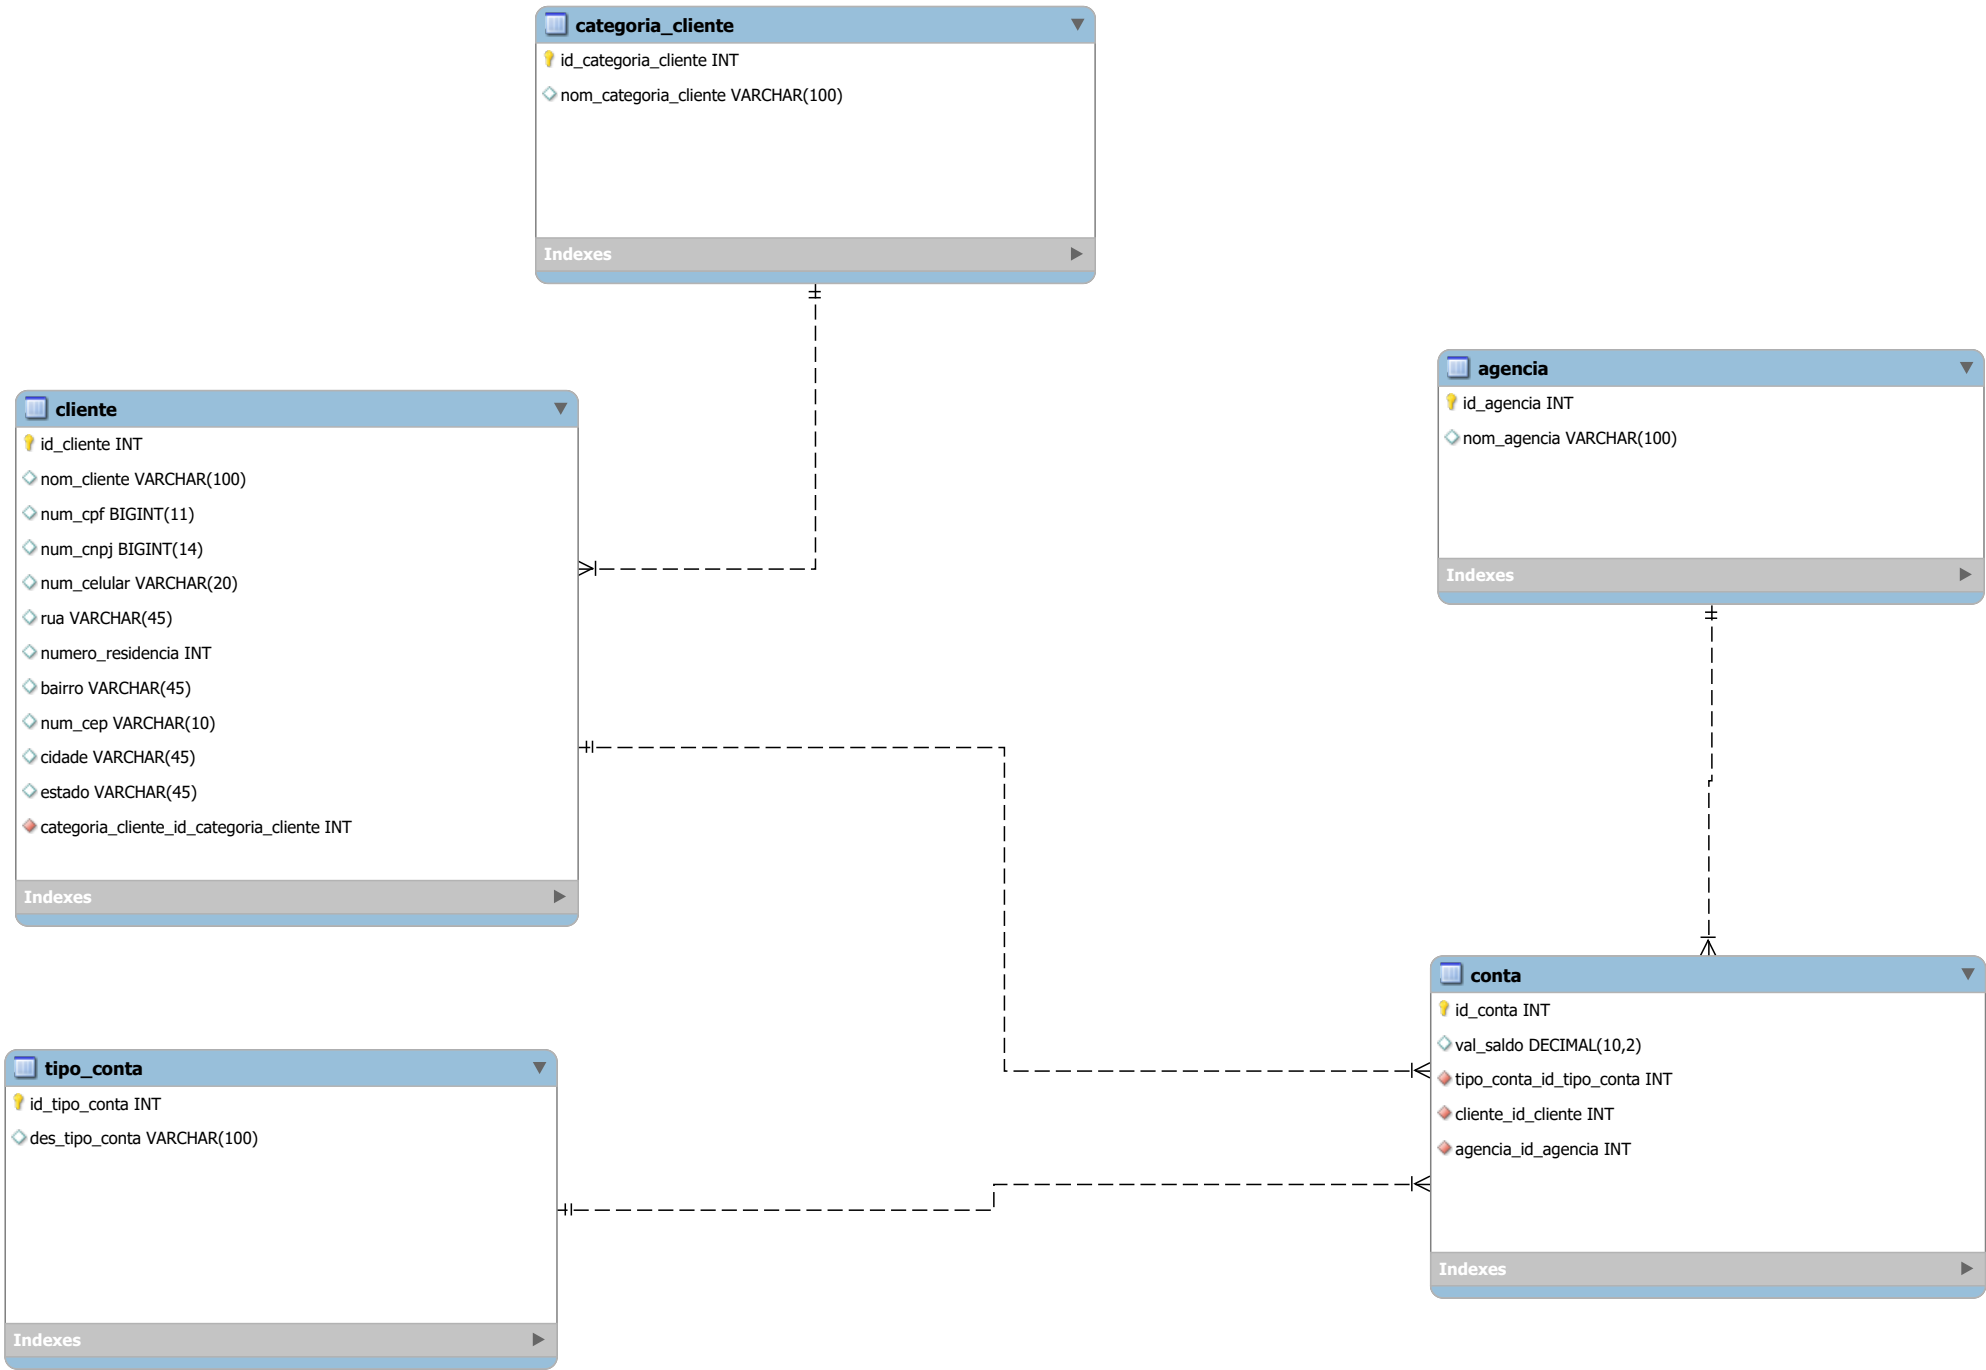 categoria_cliente
id_categoria_cliente INT
nom_categoria_cliente VARCHAR(100)
Indexes
cliente
id_cliente INT
nom_cliente VARCHAR(100)
num_cpf BIGINT(11)
num_cnpj BIGINT(14)
num_celular VARCHAR(20)
rua VARCHAR(45)
numero_residencia INT
bairro VARCHAR(45)
num_cep VARCHAR(10)
cidade VARCHAR(45)
estado VARCHAR(45)
categoria_cliente_id_categoria_cliente INT
Indexes
agencia
id_agencia INT
nom_agencia VARCHAR(100)
Indexes
tipo_conta
id_tipo_conta INT
des_tipo_conta VARCHAR(100)
Indexes
conta
id_conta INT
val_saldo DECIMAL(10,2)
tipo_conta_id_tipo_conta INT
cliente_id_cliente INT
agencia_id_agencia INT
Indexes